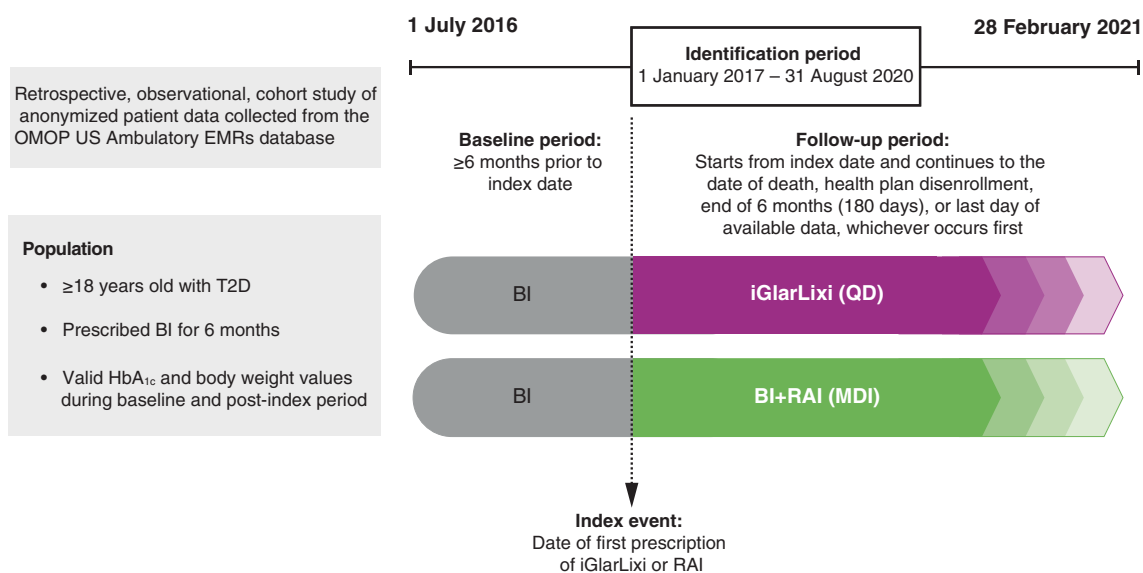 1 July 2016
28 February 2021
Identification period
1 January 2017 – 31 August 2020
Retrospective, observational, cohort study of
anonymized patient data collected from the
OMOP US Ambulatory EMRs database
Baseline period:
≥6 months prior to
index date
Follow-up period:
Starts from index date and continues to the
date of death, health plan disenrollment,
end of 6 months (180 days), or last day of
available data, whichever occurs first
Population
• ≥18 years old with T2D
• Prescribed BI for 6 months
• Valid HbA1c and body weight values
during baseline and post-index period
BI
iGlarLixi (QD)
BI
BI+RAI (MDI)
Index event:
Date of first prescription
of iGlarLixi or RAI